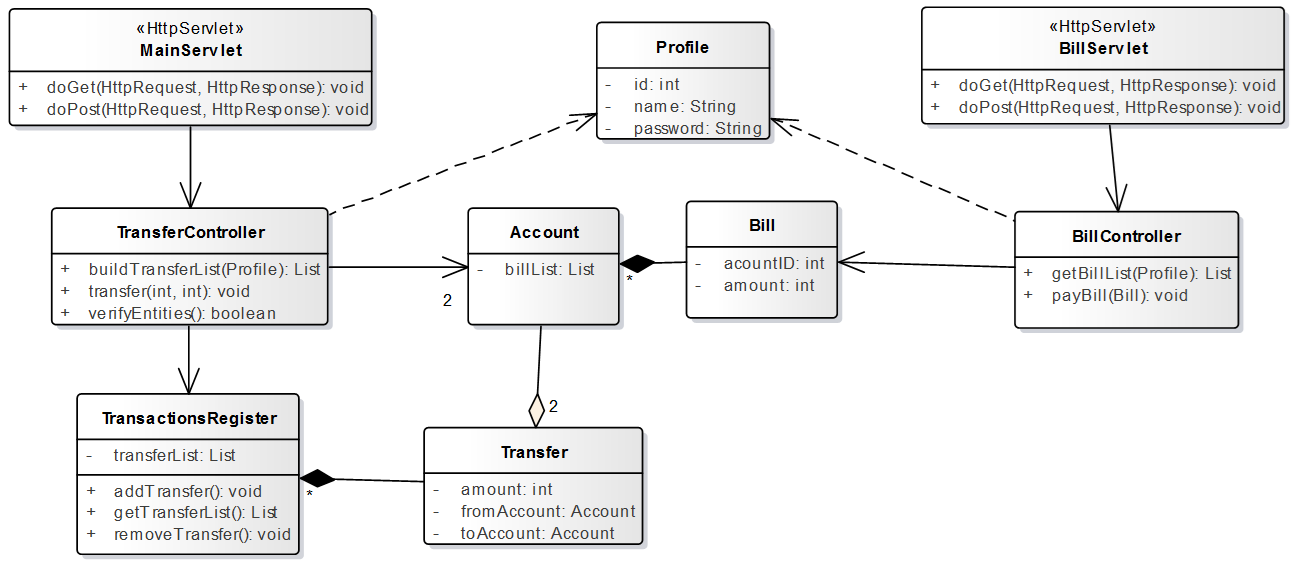 «HttpServlet»
MainServlet
+ doGet(HttpRequest, HttpResponse): void
+ doPost(HttpRequest, HttpResponse): void
Profile
- id: int
- name: String
- password: String
«HttpServlet»
BillServlet
+ doGet(HttpRequest, HttpResponse): void
+ doPost(HttpRequest, HttpResponse): void
TransferController
+ buildTransferList(Profile): List
+ transfer(int, int): void
+ verifyEntities(): boolean
2
Account
- billList: List
*
Bill
- acountID: int
- amount: int
BillController
+ getBillList(Profile): List
+ payBill(Bill): void
TransactionsRegister
- transferList: List
+ addTransfer(): void
+ getTransferList(): List
+ removeTransfer(): void
*
2
Transfer
- amount: int
- fromAccount: Account
- toAccount: Account